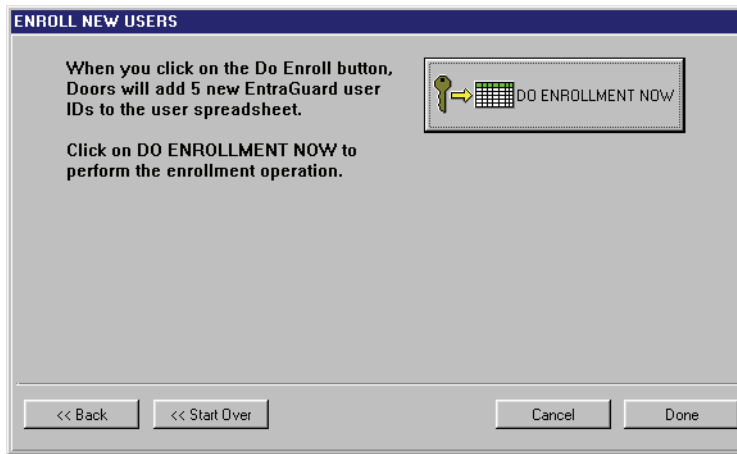 ENROLL NEW USERS
When you click on the Do Enroll button,
Doors will add 5 new EntraGuard user
IDs to the user spreadsheet.
Click on DO ENROLLMENT NOW to
perform the enrollment operation.
DO ENROLLMENT NOW
<< Back
<< Start Over
Cancel
Done